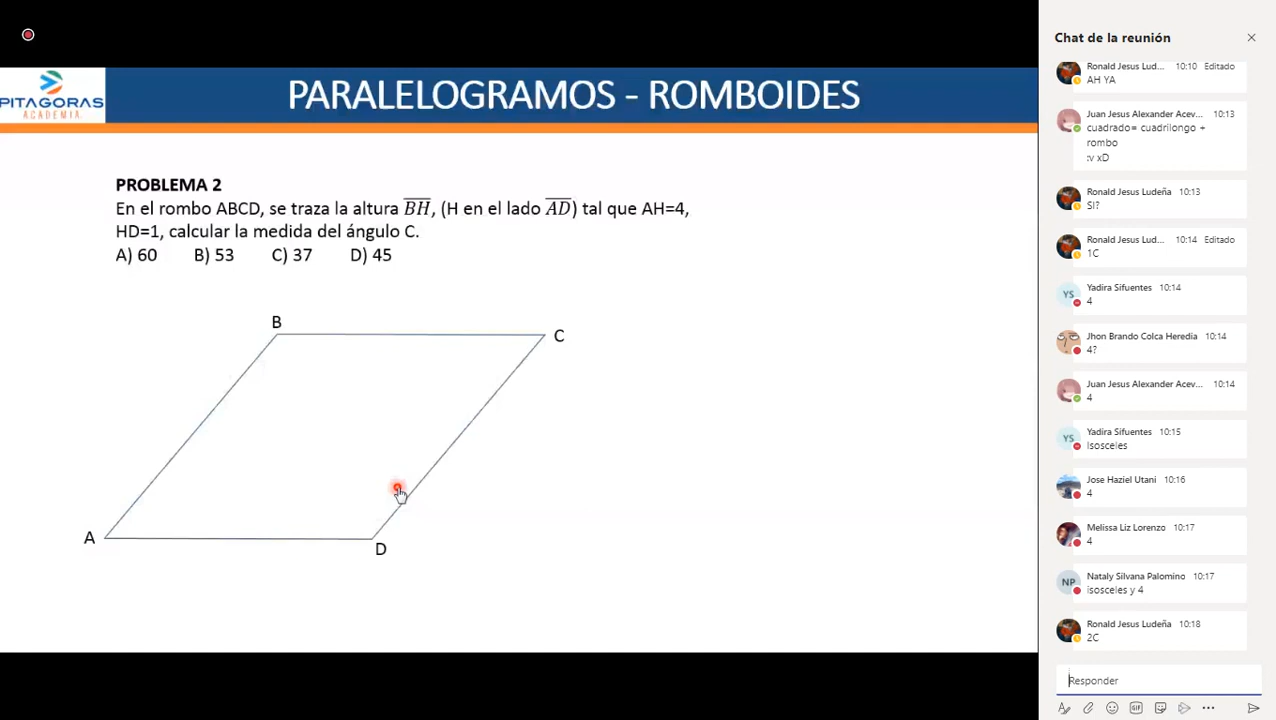 PITAGORAS
ACADEMIA
PARALELOGRAMOS - ROMBOIDES
PROBLEMA 2
En el rombo ABCD, se traza la altura B̅H̅, (H en el lado A̅D̅) tal que AH=4,
HD=1, calcular la medida del ángulo C.
A) 60 B) 53 C) 37 D) 45
B
C
A
D
Chat de la reunión
Ronald Jesus Lud... 10:10 Editado
AH YA
Juan Jesus Alexander Acev... 10:13
cuadrado= cuadrilongo +
rombo
:v xD
Ronald Jesus Ludeña 10:13
SI?
Ronald Jesus Lud... 10:14 Editado
1C
YS
Yadira Sifuentes 10:14
4
Jhon Brando Colca Heredia 10:14
4?
Juan Jesus Alexander Acev... 10:14
4
YS
Yadira Sifuentes 10:15
Isosceles
Jose Haziel Utani 10:16
4
Melissa Liz Lorenzo 10:17
4
NP
Nataly Silvana Palomino 10:17
isosceles y 4
Ronald Jesus Ludeña 10:18
2C
Responder
GIF